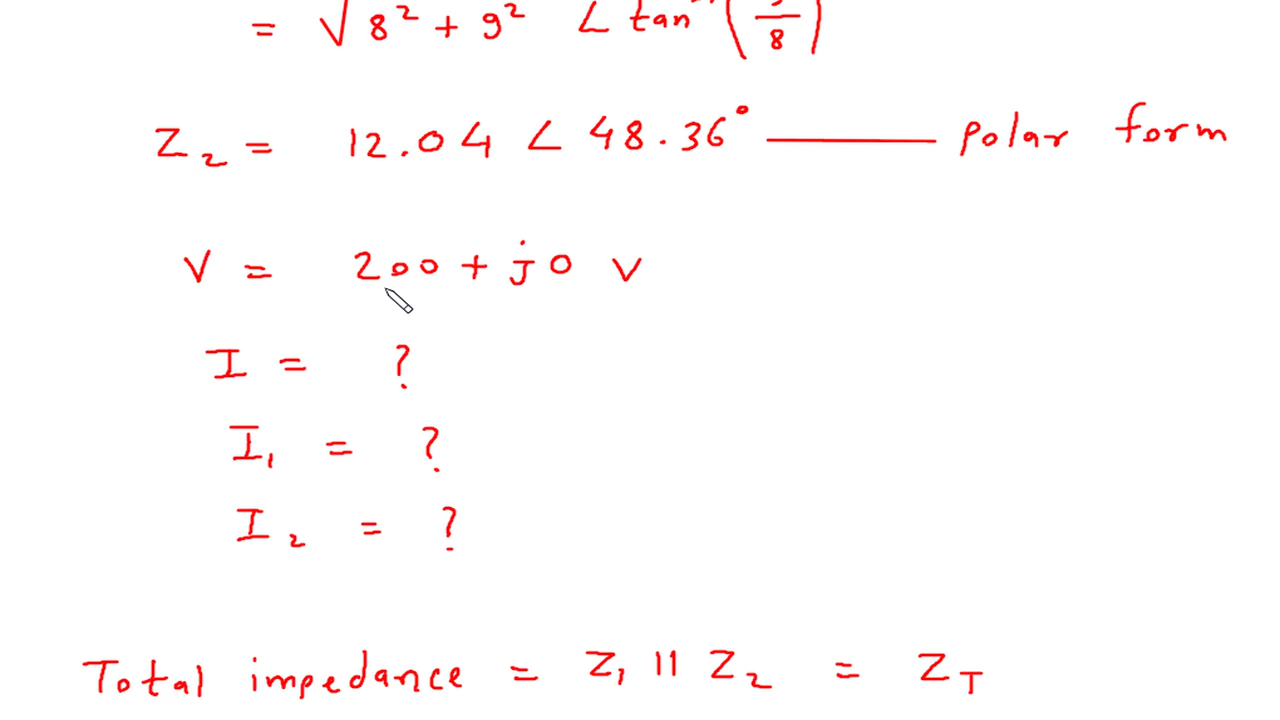 = √ 8² + 9² ∠ tan ( /8 )
Z₂ = 12.04 ∠ 48.36° —— polar form
V = 200 + j0 V
I = ?
I₁ = ?
I₂ = ?
Total impedance = Z₁ || Z₂ = Z_T